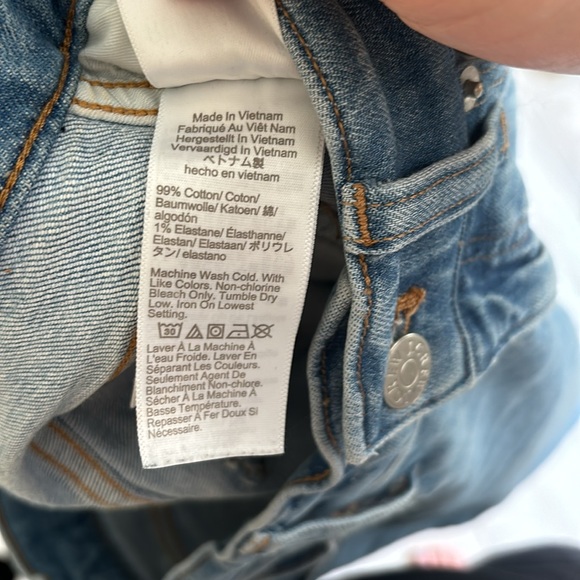 Made In Vietnam
Fabriqué Au Viêt Nam
Hergestellt In Vietnam
Vervaardigd In Vietnam
ベトナム製
hecho en vietnam
99% Cotton/ Coton/
Baumwolle/ Katoen/ 綿/
algodón
1% Elastane/ Élasthanne/
Elastan/ Elastaan/ ポリウレ
タン/ elastano
Machine Wash Cold. With
Like Colors. Non-chlorine
Bleach Only. Tumble Dry
Low. Iron On Lowest
Setting.
Laver À La Machine À
L'eau Froide. Laver En
Séparant Les Couleurs.
Seulement Agent De
Blanchiment Non-chlore.
Sécher À La Machine À
Basse Température.
Repasser À Fer Doux Si
Nécessaire.